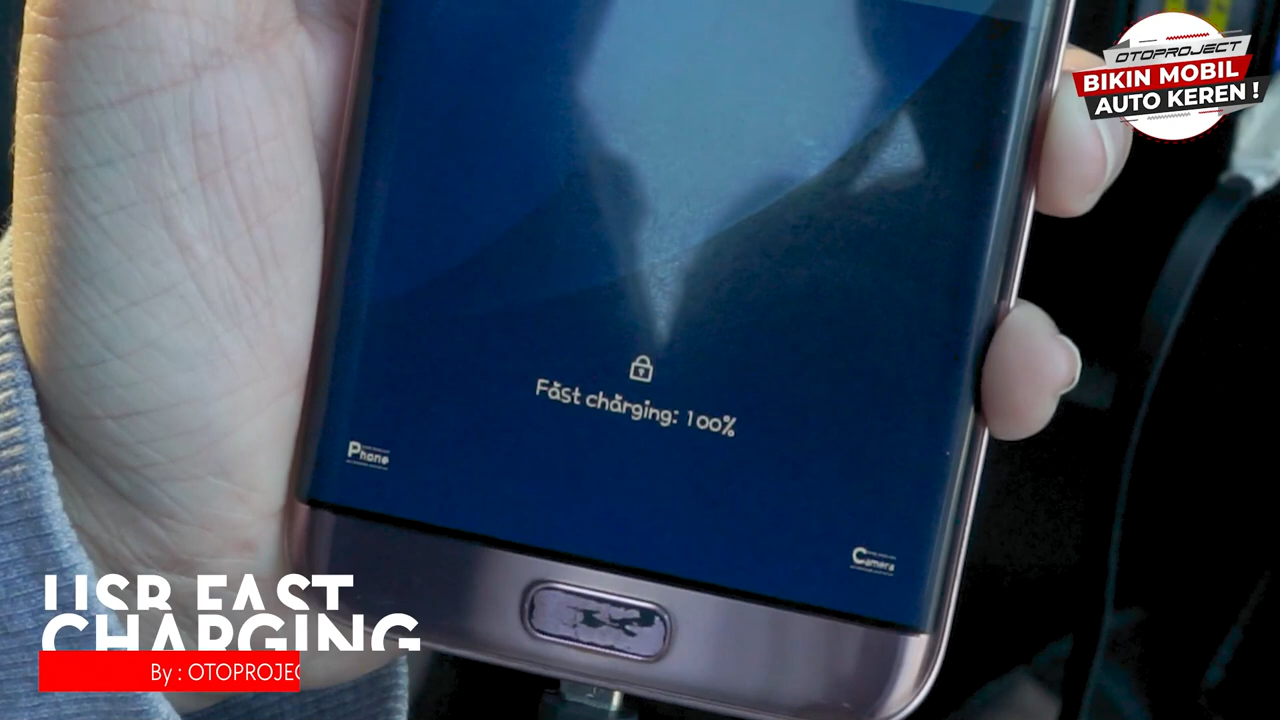 OTOPROJECT
BIKIN MOBIL
AUTO KEREN !
Fast charging: 100%
Phone
Camera
USB FAST
CHARGING
By : OTOPROJEC